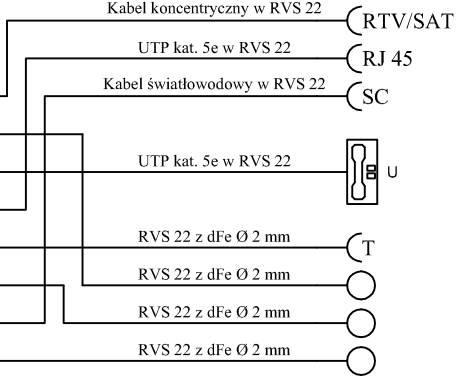 Kabel koncentryczny w RVS 22
RTV/SAT
UTP kat. 5e w RVS 22
RJ 45
Kabel światłowodowy w RVS 22
SC
UTP kat. 5e w RVS 22
U
RVS 22 z dFe Ø 2 mm
T
RVS 22 z dFe Ø 2 mm
RVS 22 z dFe Ø 2 mm
RVS 22 z dFe Ø 2 mm